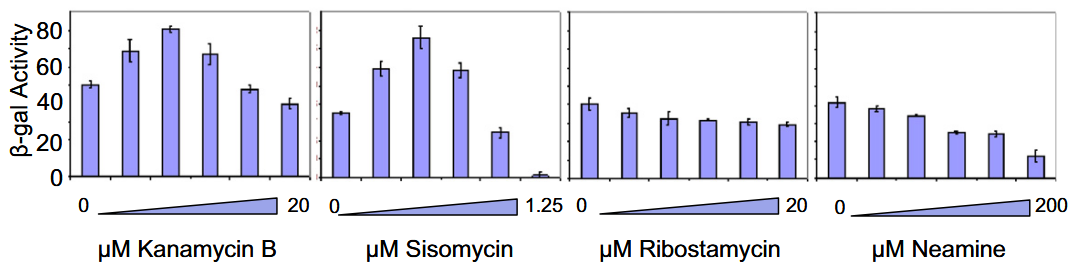 β-gal Activity
80
60
40
20
0
0 20
0 1.25
0 20
0 200
μM Kanamycin B
μM Sisomycin
μM Ribostamycin
μM Neamine